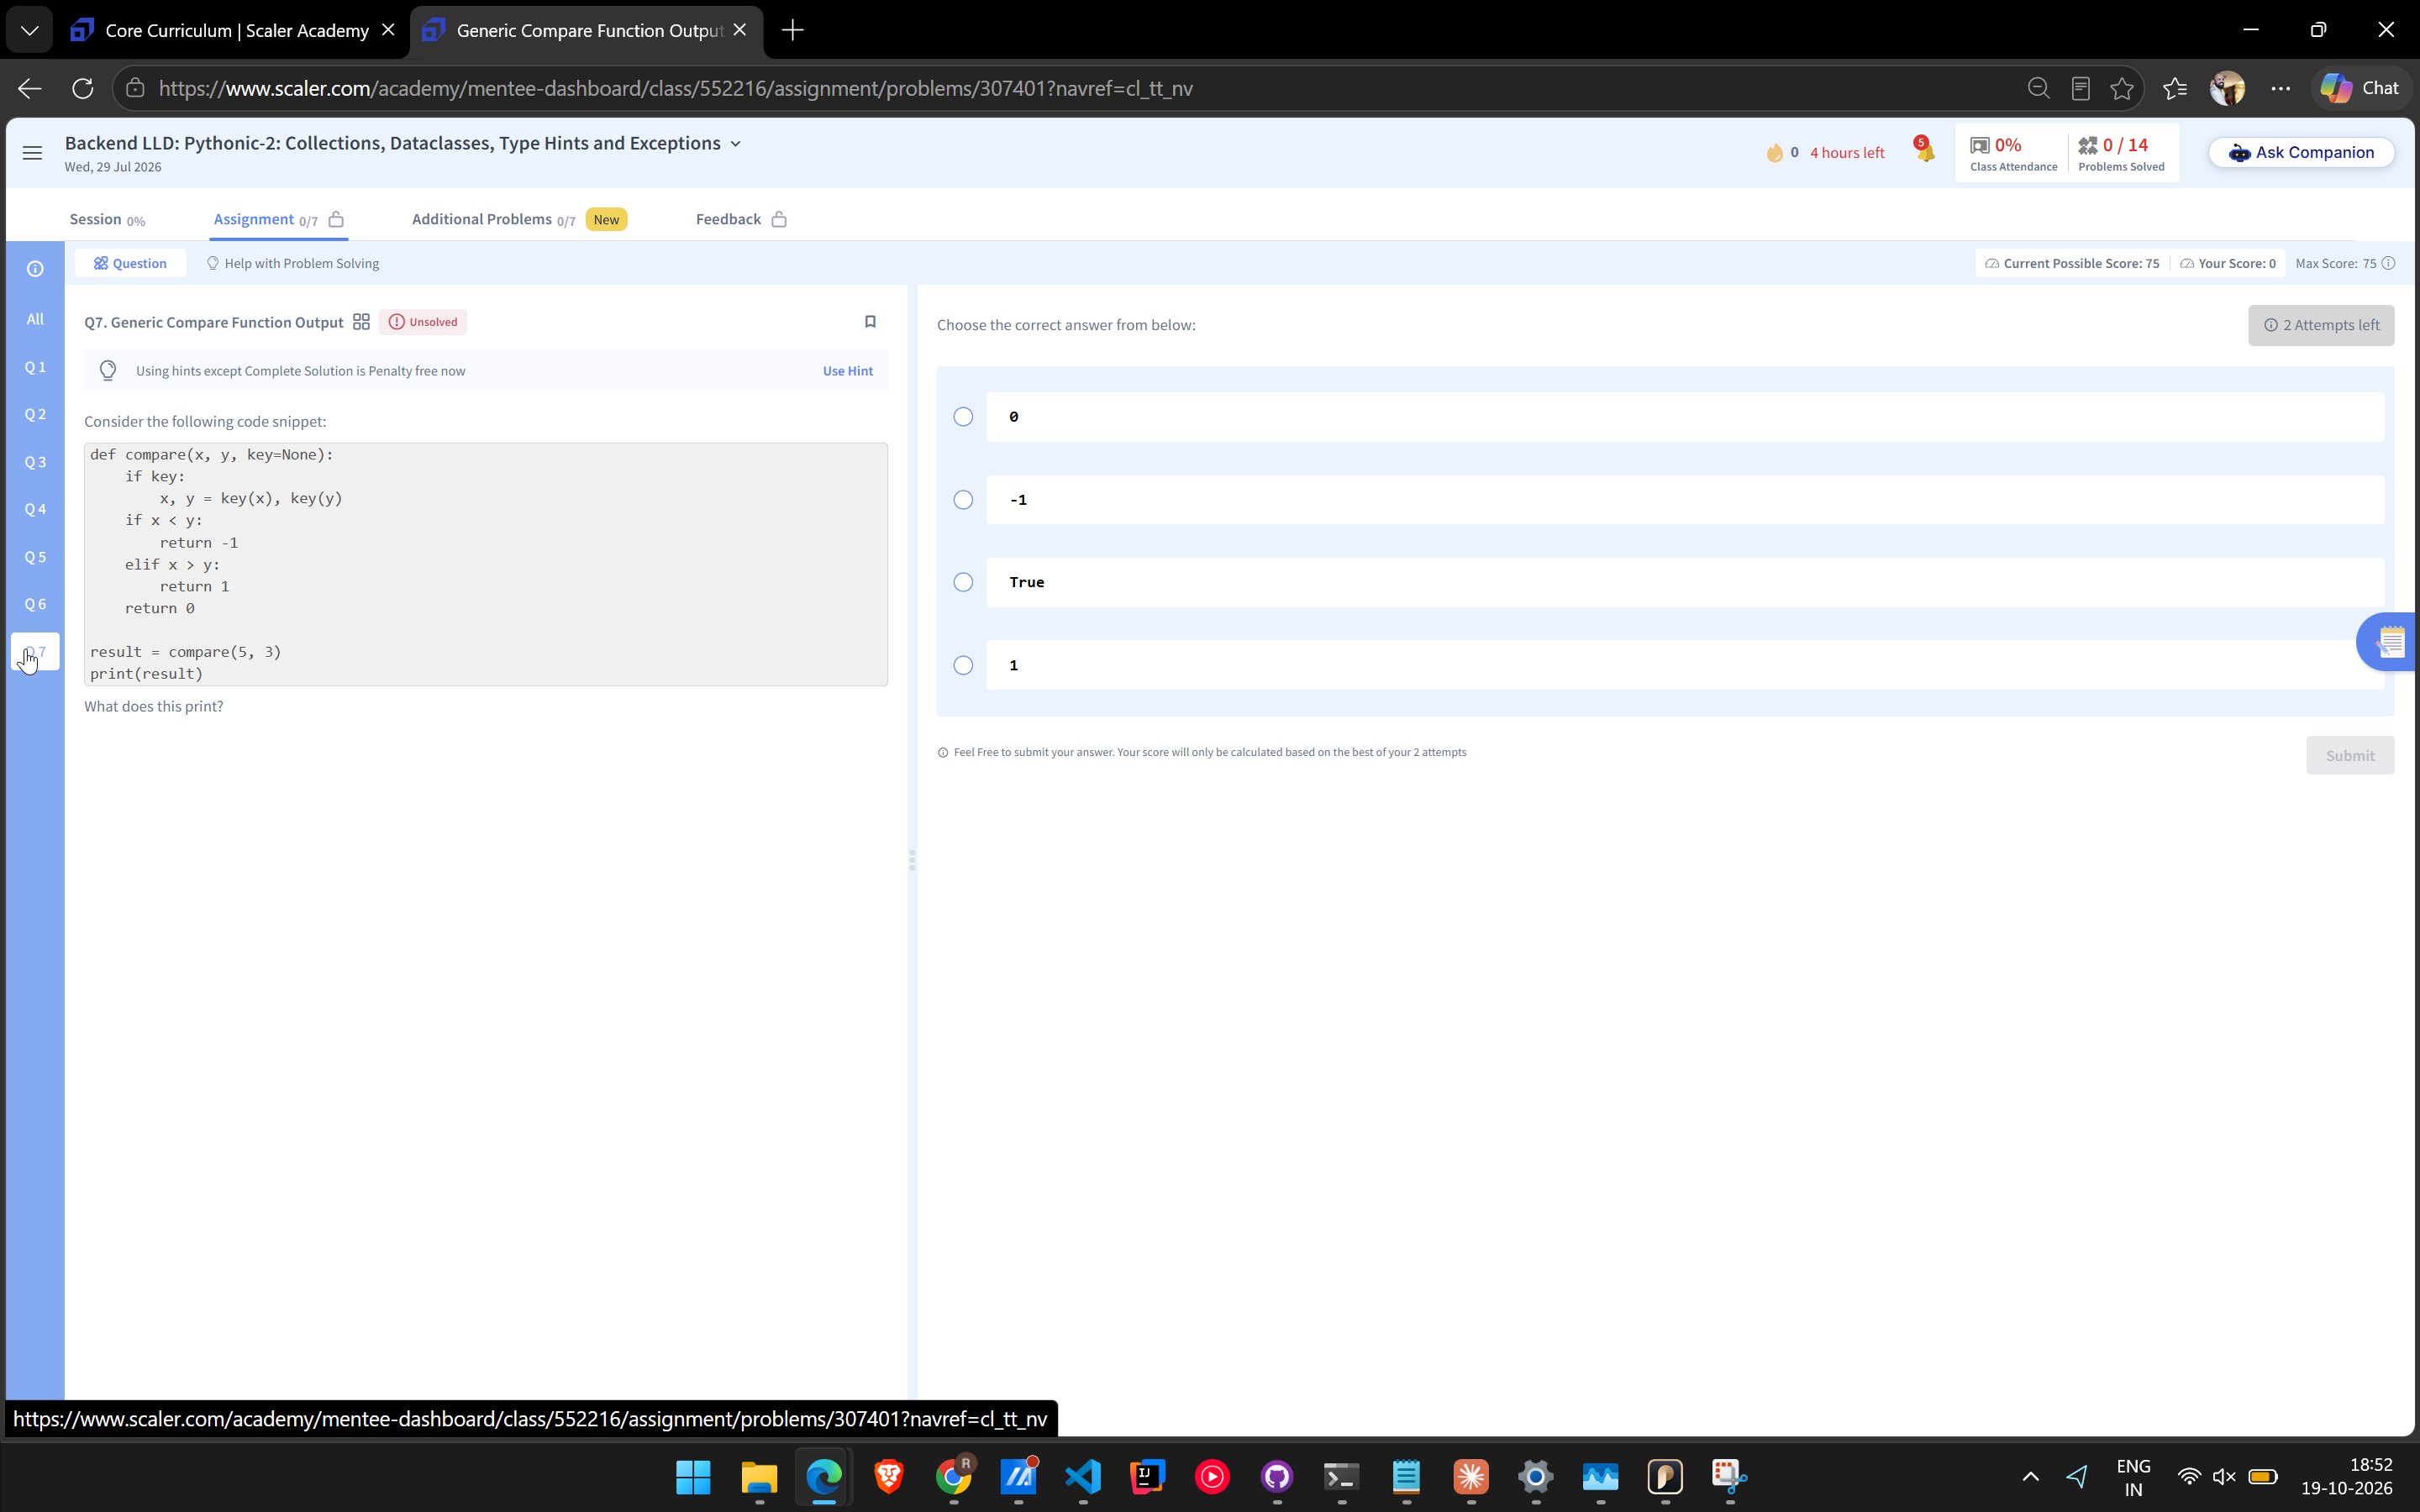 Core Curriculum | Scaler Academy
Generic Compare Function Output
https://www.scaler.com/academy/mentee-dashboard/class/552216/assignment/problems/307401?navref=cl_tt_nv
Chat
Backend LLD: Pythonic-2: Collections, Dataclasses, Type Hints and Exceptions
Wed, 29 Jul 2026
0 4 hours left
5
0%
Class Attendance
0 / 14
Problems Solved
Ask Companion
Session 0%
Assignment 0/7
Additional Problems 0/7 New
Feedback
Question
Help with Problem Solving
Current Possible Score: 75
Your Score: 0
Max Score: 75
All
Q 1
Q 2
Q 3
Q 4
Q 5
Q 6
Q7. Generic Compare Function Output
Unsolved
Using hints except Complete Solution is Penalty free now
Use Hint
Consider the following code snippet:
def compare(x, y, key=None):
    if key:
        x, y = key(x), key(y)
    if x < y:
        return -1
    elif x > y:
        return 1
    return 0
result = compare(5, 3)
print(result)
What does this print?
Choose the correct answer from below:
2 Attempts left
0
-1
True
1
Feel Free to submit your answer. Your score will only be calculated based on the best of your 2 attempts
Submit
https://www.scaler.com/academy/mentee-dashboard/class/552216/assignment/problems/307401?navref=cl_tt_nv
R
IJ
ENG
IN
18:52
19-10-2026